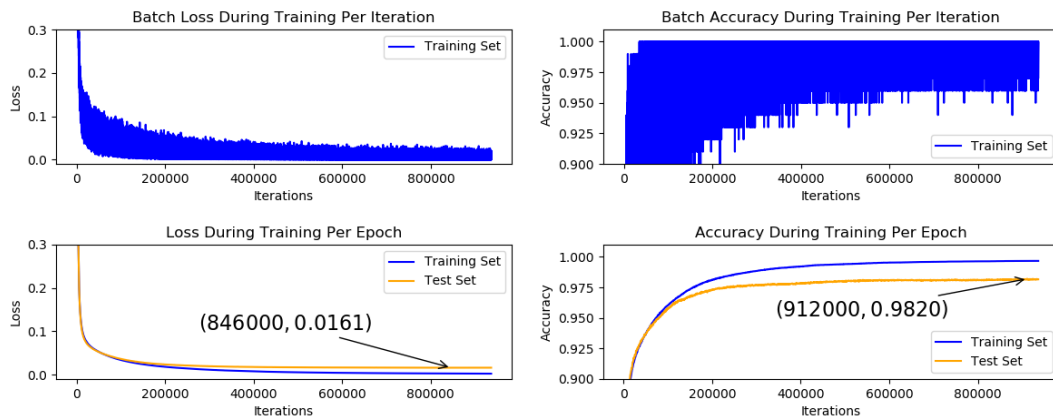 Batch Loss During Training Per Iteration
0.3
0.2
0.1
0.0
Loss
Training Set
0 200000 400000 600000 800000
Iterations
Batch Accuracy During Training Per Iteration
1.000
0.975
0.950
0.925
0.900
Accuracy
Training Set
0 200000 400000 600000 800000
Iterations
Loss During Training Per Epoch
0.3
0.2
0.1
0.0
Loss
Training Set
Test Set
(846000, 0.0161)
0 200000 400000 600000 800000
Iterations
Accuracy During Training Per Epoch
1.000
0.975
0.950
0.925
0.900
Accuracy
(912000, 0.9820)
Training Set
Test Set
0 200000 400000 600000 800000
Iterations